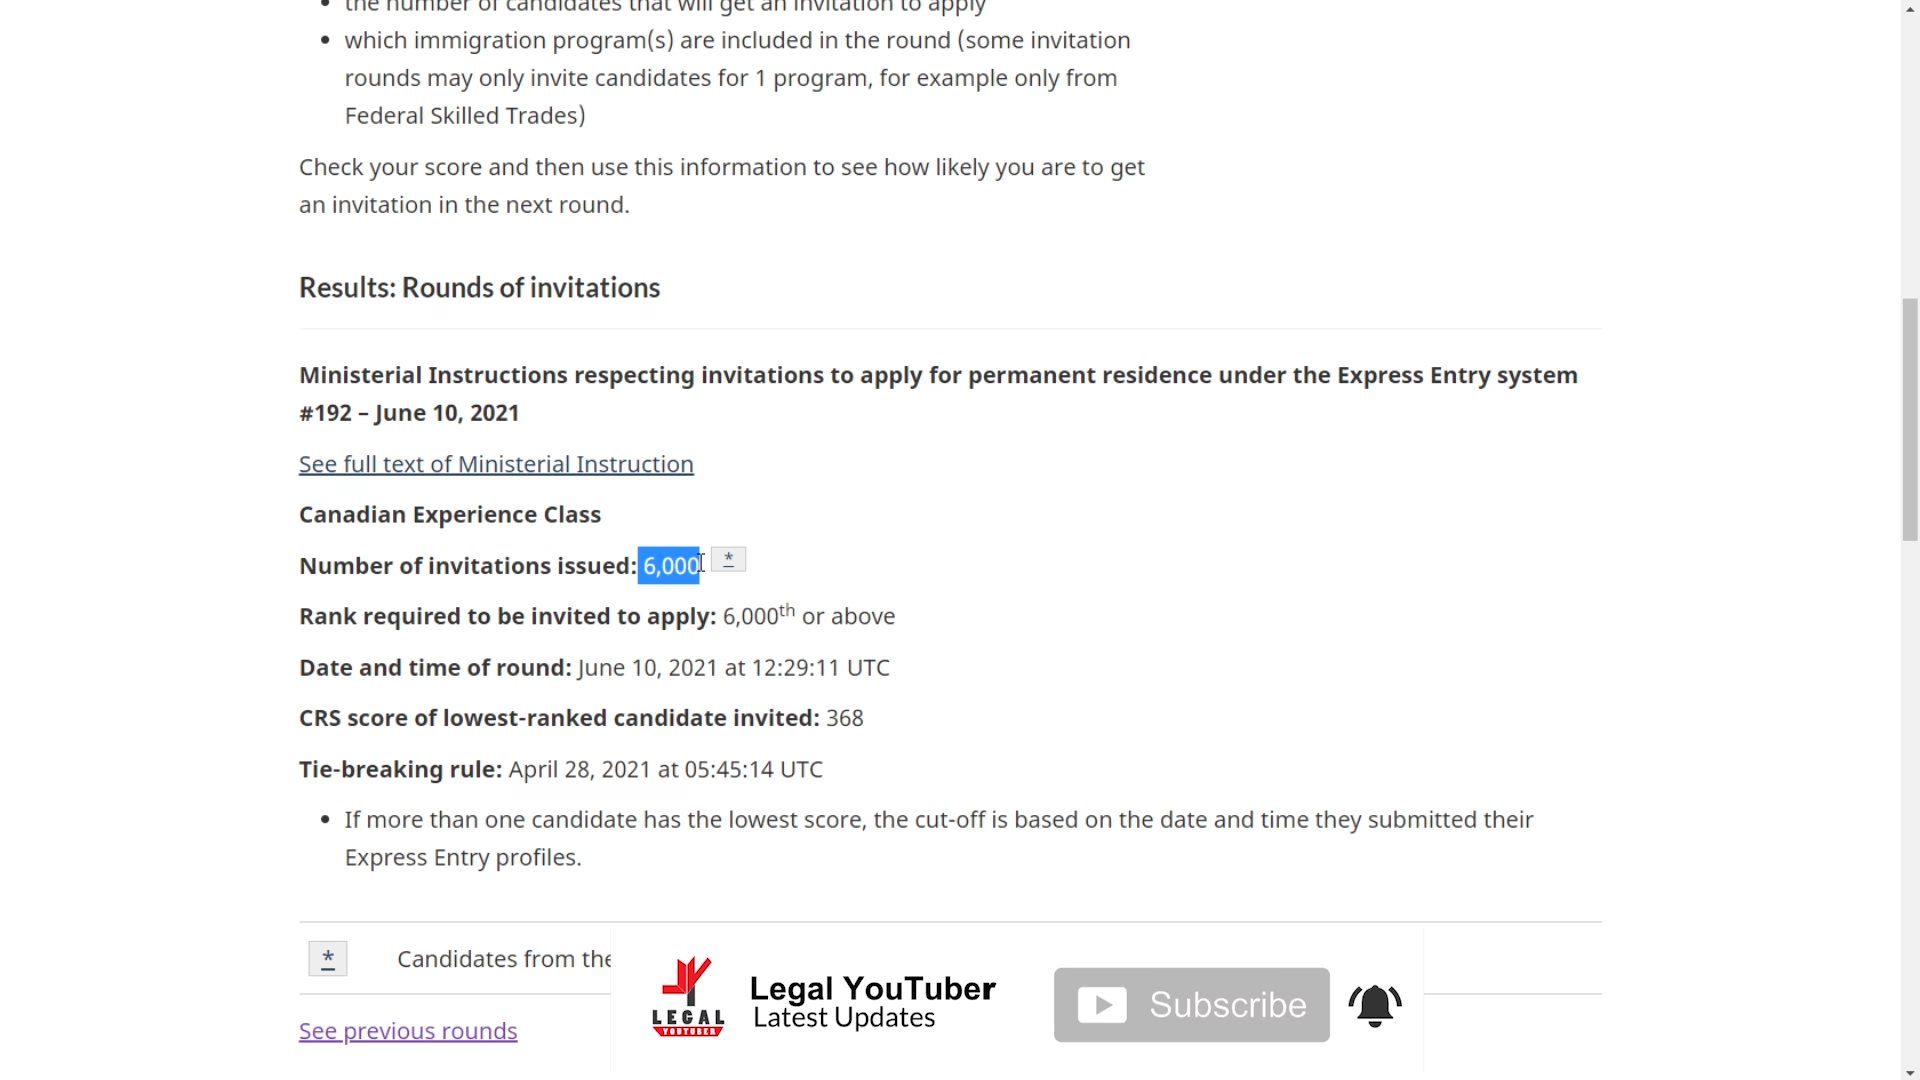 the number of candidates that will get an invitation to apply
which immigration program(s) are included in the round (some invitation
rounds may only invite candidates for 1 program, for example only from
Federal Skilled Trades)
Check your score and then use this information to see how likely you are to get
an invitation in the next round.
Results: Rounds of invitations
Ministerial Instructions respecting invitations to apply for permanent residence under the Express Entry system
#192 – June 10, 2021
See full text of Ministerial Instruction
Canadian Experience Class
Number of invitations issued: 6,000 *
Rank required to be invited to apply: 6,000th or above
Date and time of round: June 10, 2021 at 12:29:11 UTC
CRS score of lowest-ranked candidate invited: 368
Tie-breaking rule: April 28, 2021 at 05:45:14 UTC
If more than one candidate has the lowest score, the cut-off is based on the date and time they submitted their
Express Entry profiles.
* Candidates from the
See previous rounds
LEGAL
YOUTUBER
Legal YouTuber
Latest Updates
Subscribe